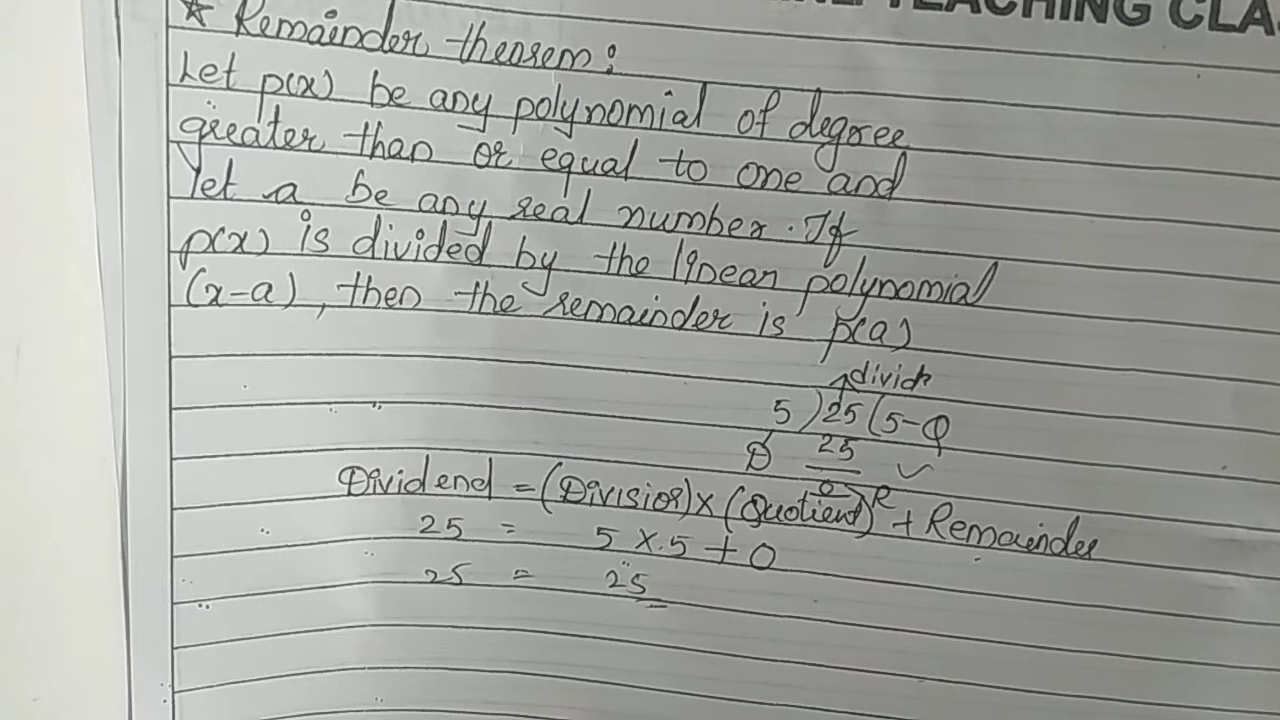 TEACHING CLA
* Remainder theorem:
Let p(x) be any polynomial of degree
greater than or equal to one and
let a be any real number. If
p(x) is divided by the linear polynomial
(x-a), then the remainder is p(a)
5 ) 25 ( 5-Q
D 25
0 R
Dividend = (Divisior) × (Quotient) + Remainder
25 = 5 × 5 + 0
25 = 25